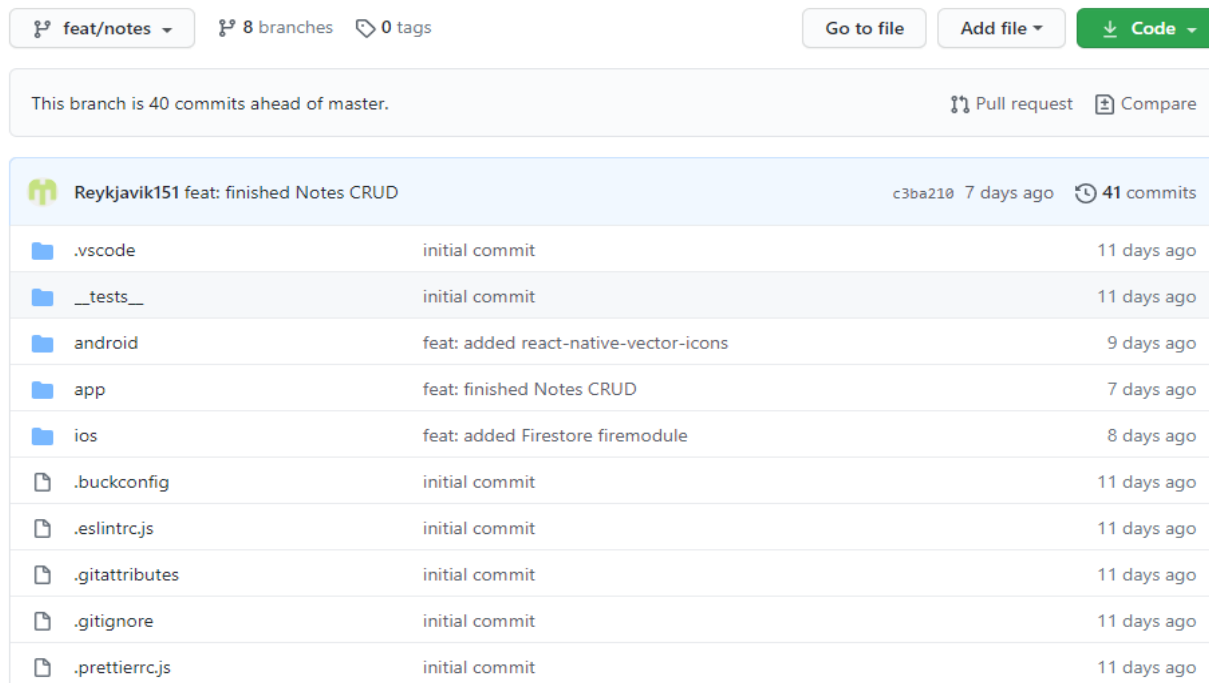 feat/notes 8 branches 0 tags Go to file Add file Code
This branch is 40 commits ahead of master. Pull request Compare
Reykjavik151 feat: finished Notes CRUD c3ba210 7 days ago 41 commits
.vscode initial commit 11 days ago
__tests__ initial commit 11 days ago
android feat: added react-native-vector-icons 9 days ago
app feat: finished Notes CRUD 7 days ago
ios feat: added Firestore firemodule 8 days ago
.buckconfig initial commit 11 days ago
.eslintrc.js initial commit 11 days ago
.gitattributes initial commit 11 days ago
.gitignore initial commit 11 days ago
.prettierrc.js initial commit 11 days ago